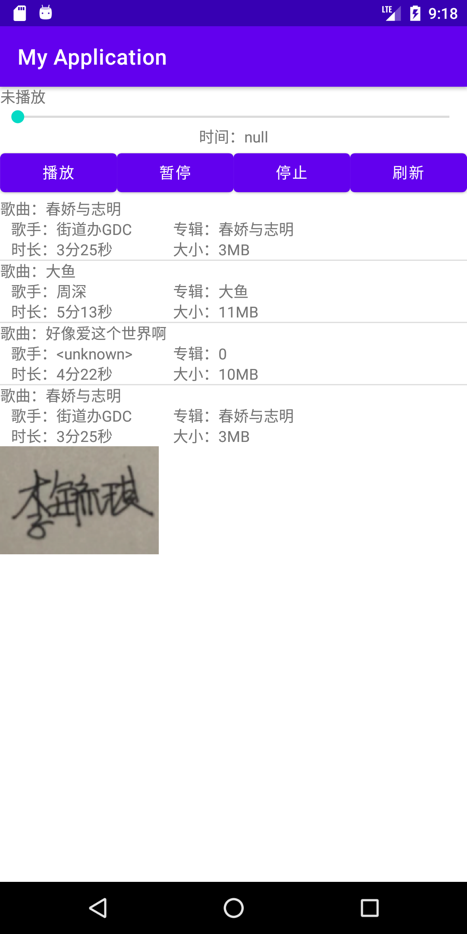 LTE 9:18
My Application
未播放
时间：null
播放 暂停 停止 刷新
歌曲：春娇与志明
歌手：街道办GDC 专辑：春娇与志明
时长：3分25秒 大小：3MB
歌曲：大鱼
歌手：周深 专辑：大鱼
时长：5分13秒 大小：11MB
歌曲：好像爱这个世界啊
歌手：<unknown> 专辑：0
时长：4分22秒 大小：10MB
歌曲：春娇与志明
歌手：街道办GDC 专辑：春娇与志明
时长：3分25秒 大小：3MB
李